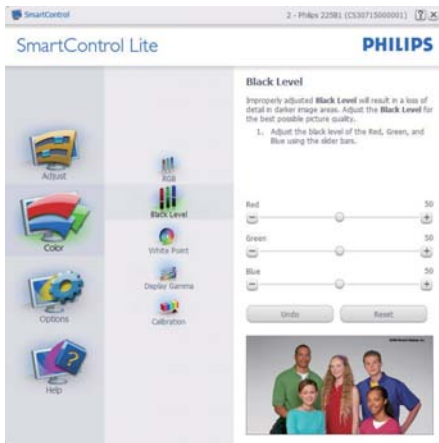 SmartControl
2 - Philips 225B1 (CS30715000001)
SmartControl Lite
PHILIPS
Adjust
Color
Options
Help
RGB
Black Level
White Point
Display Gamma
Calibration
Black Level
Improperly adjusted Black Level will result in a loss of
detail in darker image areas. Adjust the Black Level for
the best possible picture quality.
1. Adjust the black level of the Red, Green, and
Blue using the slider bars.
Red 50
Green 50
Blue 50
Undo
Reset